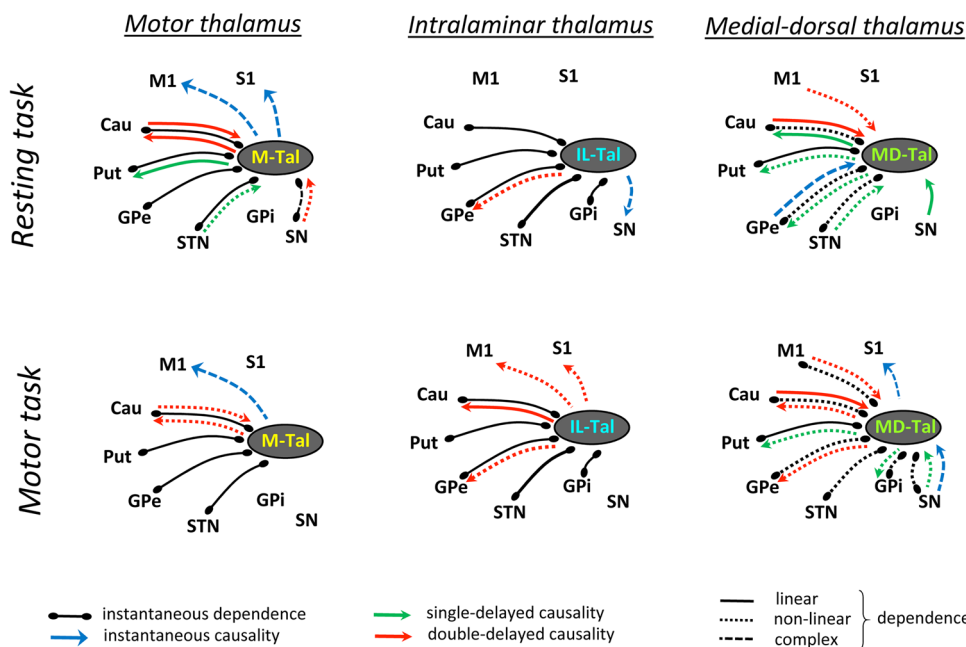 Motor thalamus
Intralaminar thalamus
Medial-dorsal thalamus
Resting task
M1
S1
Cau
M-Tal
Put
GPe
GPi
STN
SN
M1
S1
Cau
IL-Tal
Put
GPe
GPi
STN
SN
M1
S1
Cau
MD-Tal
Put
GPe
GPi
STN
SN
Motor task
M1
S1
Cau
M-Tal
Put
GPe
GPi
STN
SN
M1
S1
Cau
IL-Tal
Put
GPe
GPi
STN
SN
M1
S1
Cau
MD-Tal
Put
GPe
GPi
STN
SN
instantaneous dependence
instantaneous causality
single-delayed causality
double-delayed causality
linear
non-linear
complex
dependence